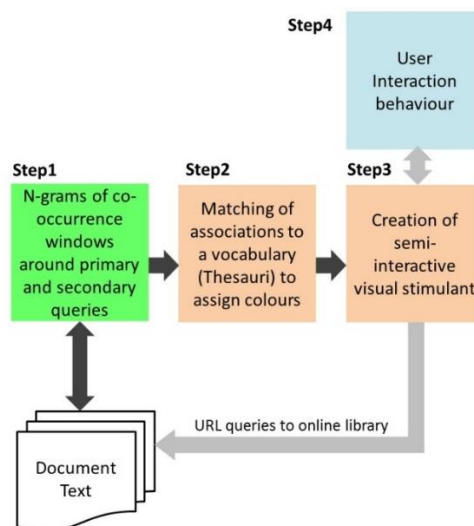 Step4
User
Interaction
behaviour
Step1
Step2
Step3
N-grams of co-
occurrence
windows
around primary
and secondary
queries
Matching of
associations to
a vocabulary
(Thesauri) to
assign colours
Creation of
semi-
interactive
visual stimulant
URL queries to online library
Document
Text